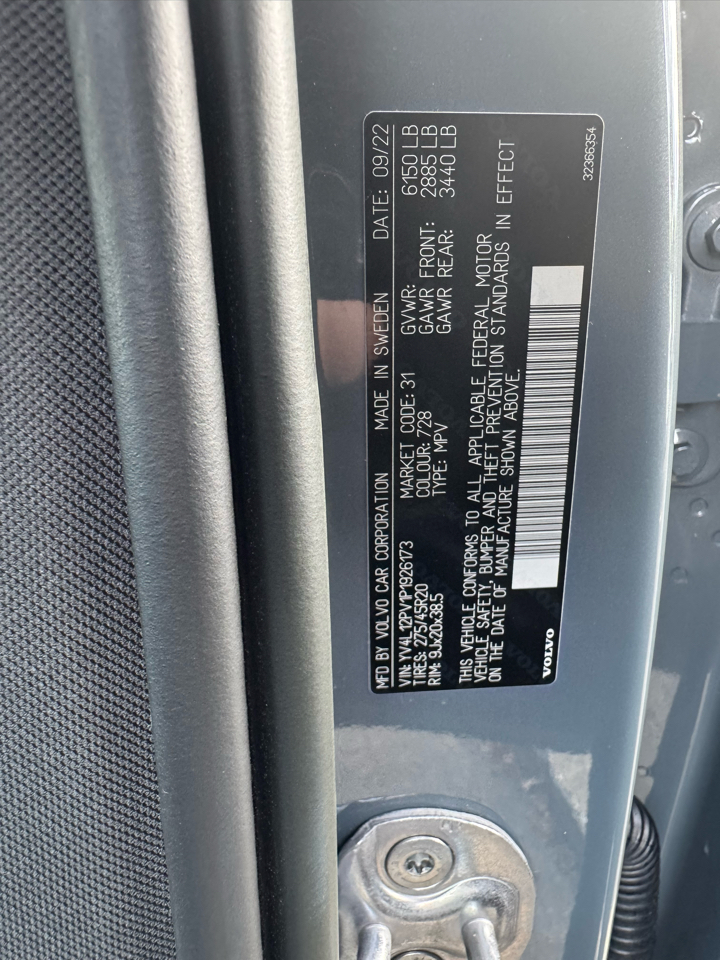 MFD BY VOLVO CAR CORPORATION MADE IN SWEDEN DATE: 09/22
VIN: YV4L12PV1P1926173
TIRES: 275/45R20
RIM: 9Jx20x38.5
MARKET CODE: 31
COLOUR: 728
TYPE: MPV
GVWR: 6150 LB
GAWR FRONT: 2885 LB
GAWR REAR: 3440 LB
THIS VEHICLE CONFORMS TO ALL APPLICABLE FEDERAL MOTOR
VEHICLE SAFETY, BUMPER AND THEFT PREVENTION STANDARDS IN EFFECT
ON THE DATE OF MANUFACTURE SHOWN ABOVE.
VOLVO
32366354